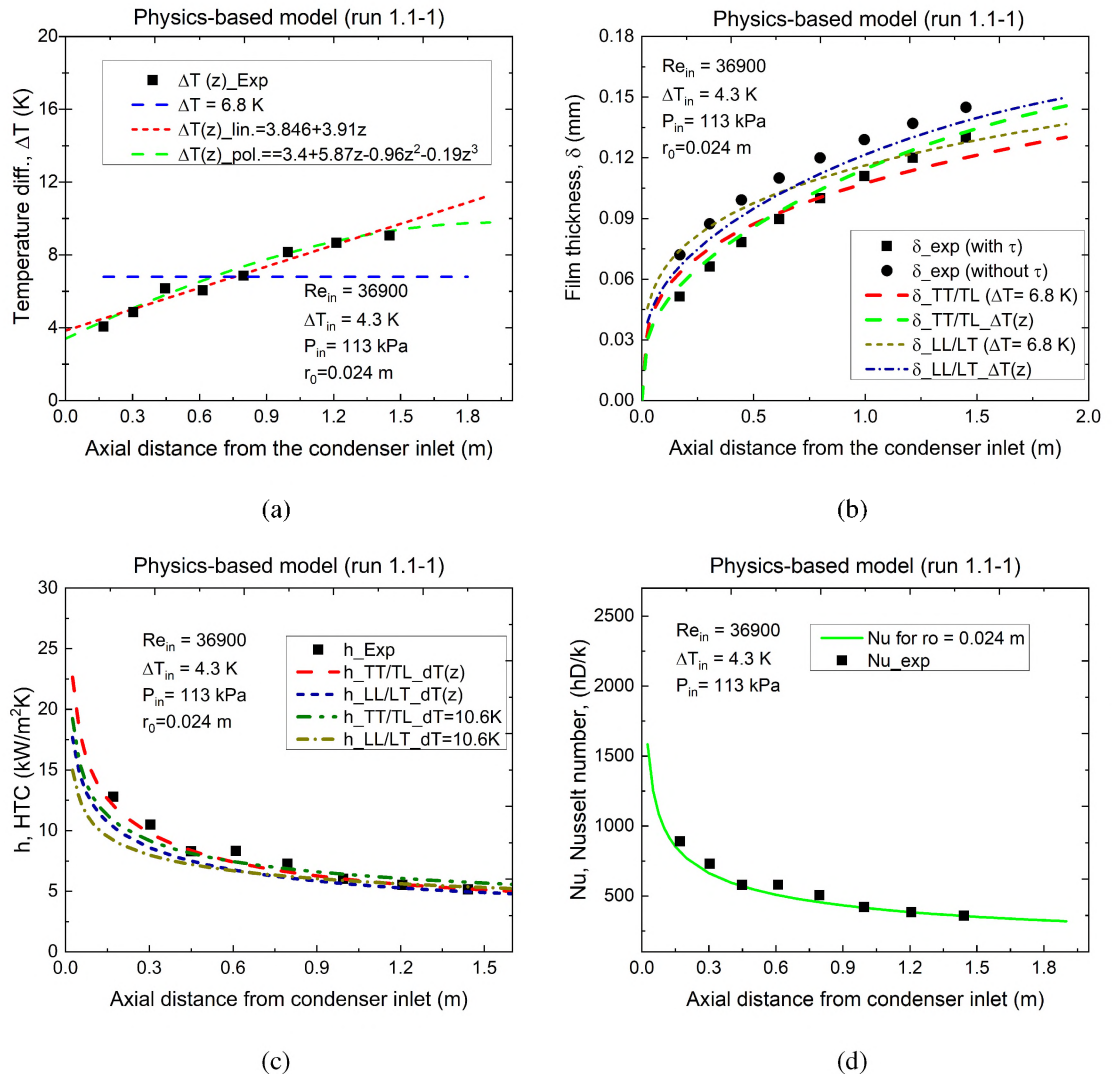 Physics-based model (run 1.1-1)
20
16
12
8
4
0
Temperature diff., ΔT (K)
ΔT (z)_Exp
ΔT = 6.8 K
ΔT(z)_lin.=3.846+3.91z
ΔT(z)_pol.==3.4+5.87z-0.96z²-0.19z³
Re_in = 36900
ΔT_in = 4.3 K
P_in = 113 kPa
r₀=0.024 m
0.0 0.3 0.6 0.9 1.2 1.5 1.8
Axial distance from the condenser inlet (m)
(a)
Physics-based model (run 1.1-1)
0.18
0.15
0.12
0.09
0.06
0.03
0.00
Film thickness, δ (mm)
Re_in = 36900
ΔT_in = 4.3 K
P_in = 113 kPa
r₀=0.024 m
δ_exp (with τ)
δ_exp (without τ)
δ_TT/TL (ΔT= 6.8 K)
δ_TT/TL_ΔT(z)
δ_LL/LT (ΔT= 6.8 K)
δ_LL/LT_ΔT(z)
0.0 0.5 1.0 1.5 2.0
Axial distance from the condenser inlet (m)
(b)
Physics-based model (run 1.1-1)
30
25
20
15
10
5
0
h, HTC (kW/m²K)
Re_in = 36900
ΔT_in = 4.3 K
P_in = 113 kPa
r₀=0.024 m
h_Exp
h_TT/TL_dT(z)
h_LL/LT_dT(z)
h_TT/TL_dT=10.6K
h_LL/LT_dT=10.6K
0.0 0.3 0.6 0.9 1.2 1.5
Axial distance from condenser inlet (m)
(c)
Physics-based model (run 1.1-1)
2500
2000
1500
1000
500
Nu, Nusselt number, (hD/k)
Re_in = 36900
ΔT_in = 4.3 K
P_in= 113 kPa
Nu for ro = 0.024 m
Nu_exp
0.0 0.3 0.6 0.9 1.2 1.5 1.8
Axial distance from condenser inlet (m)
(d)